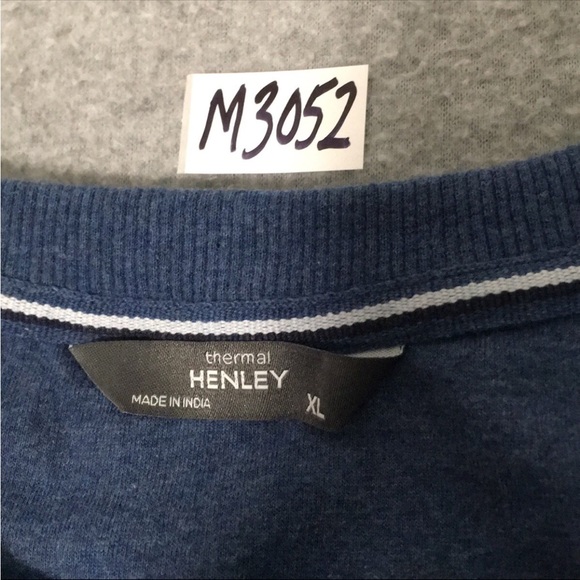 M3052
thermal
HENLEY
MADE IN INDIA
XL